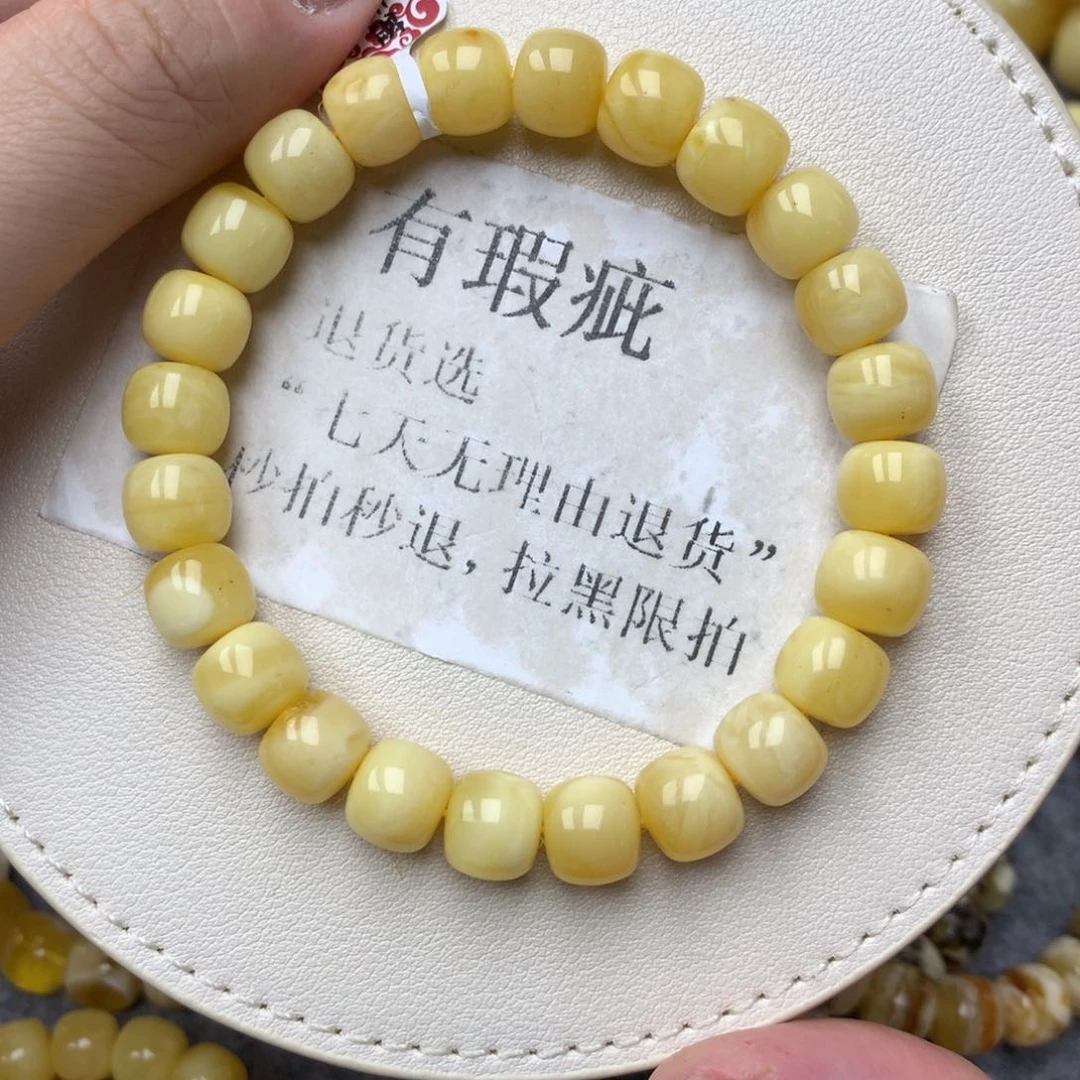 有瑕疵
退货选
“七天无理由退货”
秒拍秒退，拉黑限拍